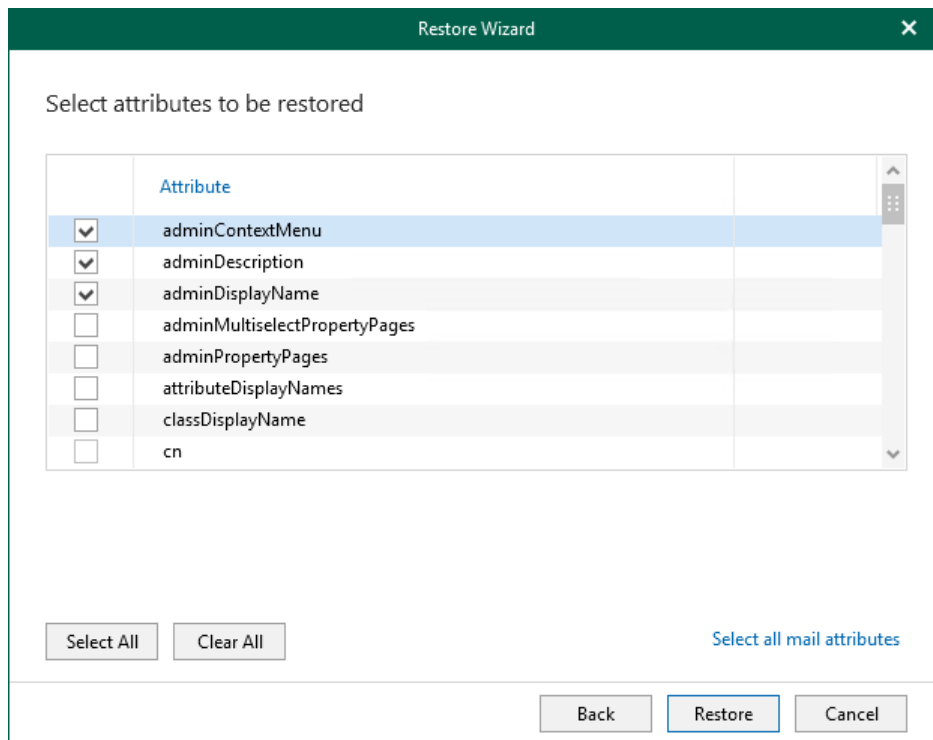 Restore Wizard
Select attributes to be restored
Attribute
adminContextMenu
adminDescription
adminDisplayName
adminMultiselectPropertyPages
adminPropertyPages
attributeDisplayNames
classDisplayName
cn
Select All
Clear All
Select all mail attributes
Back
Restore
Cancel